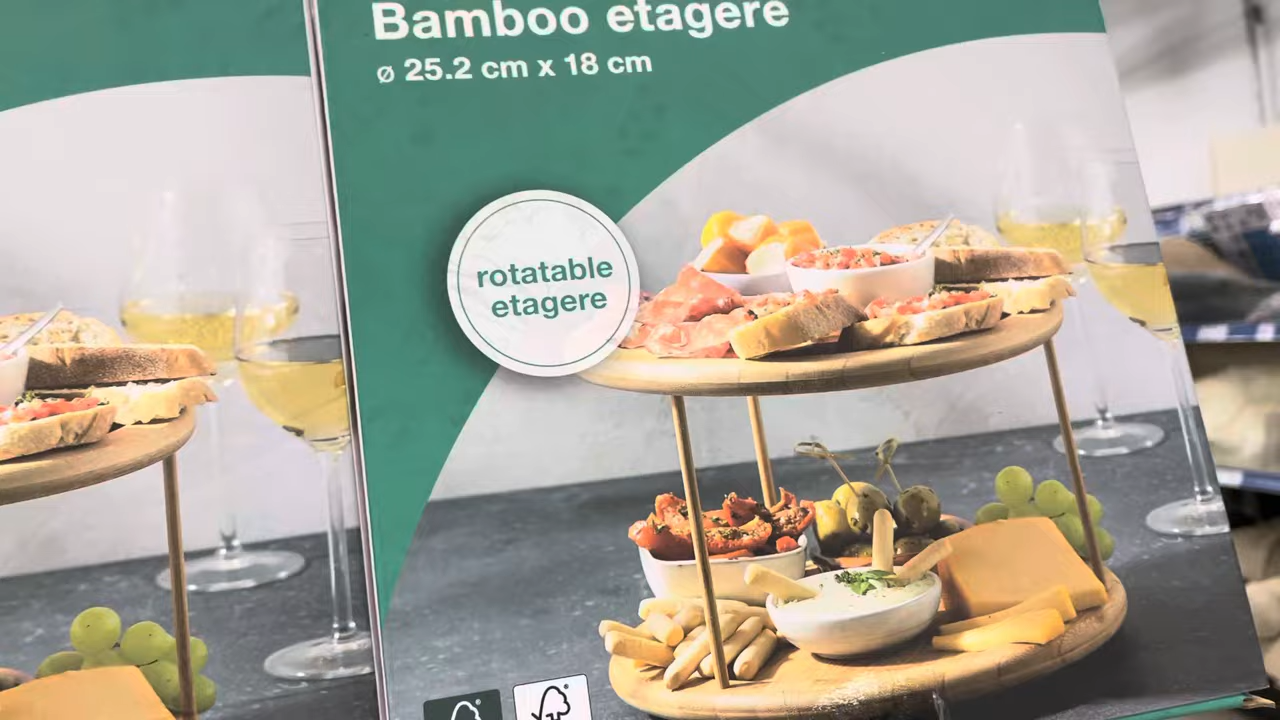 Bamboo etagere
ø 25.2 cm x 18 cm
rotatable
etagere